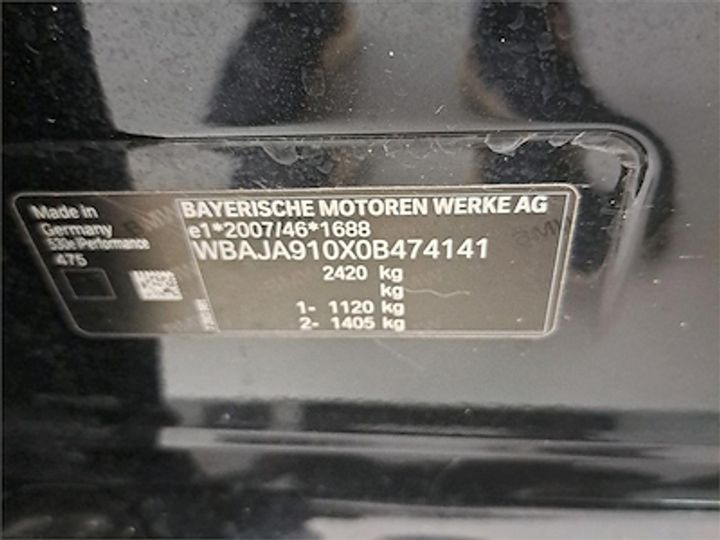 Made in
Germany
530e iPerformance
475
BAYERISCHE MOTOREN WERKE AG
e1*2007/46*1688
WBAJA910X0B474141
2420 kg
kg
1- 1120 kg
2- 1405 kg